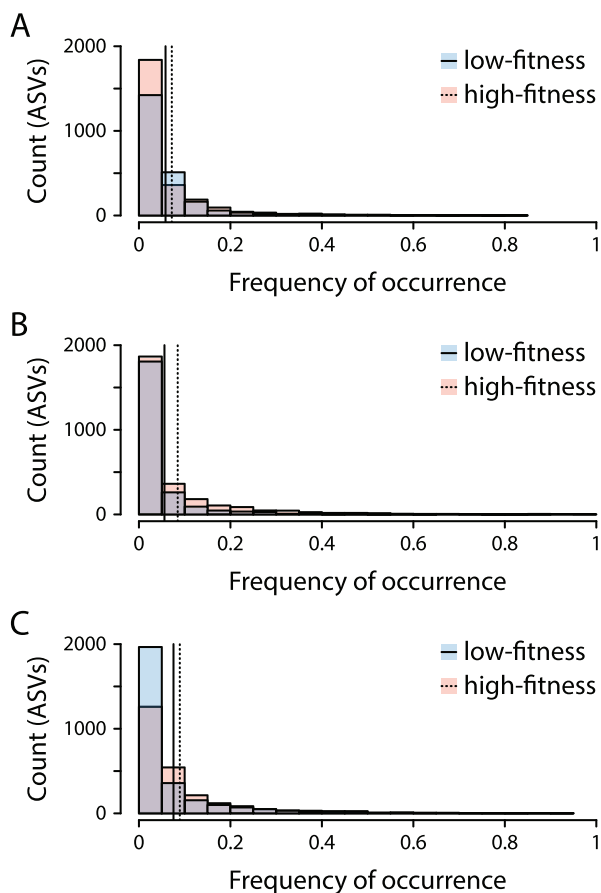 A
Count (ASVs)
2000
1000
0
low-fitness
high-fitness
0 0.2 0.4 0.6 0.8 1
Frequency of occurrence
B
Count (ASVs)
2000
1000
0
low-fitness
high-fitness
0 0.2 0.4 0.6 0.8 1
Frequency of occurrence
C
Count (ASVs)
2000
1000
0
low-fitness
high-fitness
0 0.2 0.4 0.6 0.8 1
Frequency of occurrence